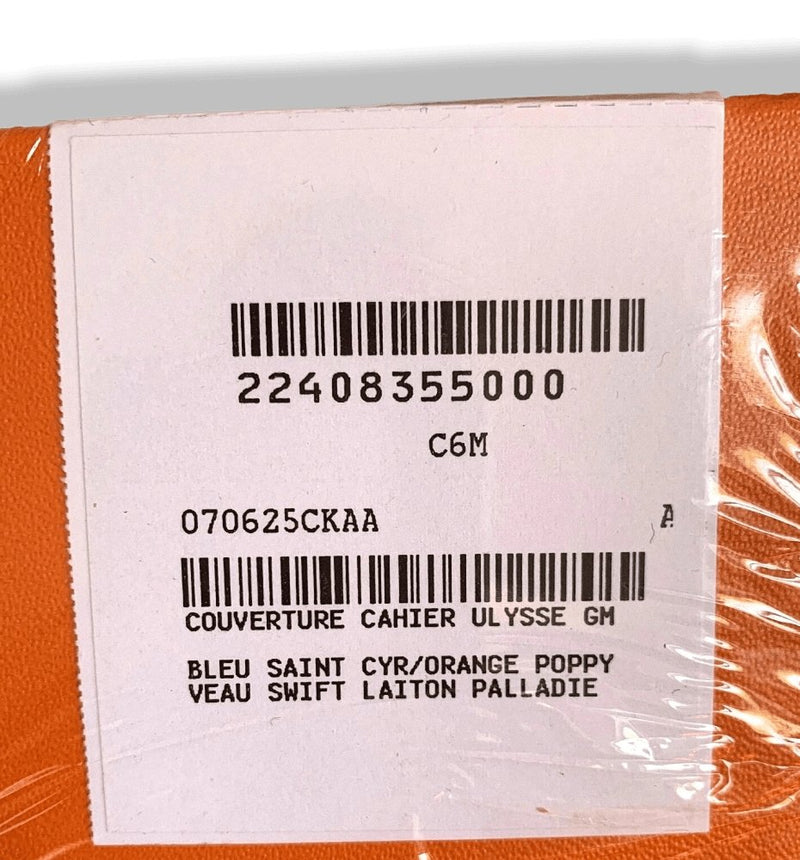 22408355000
C6M
070625CKAA A
COUVERTURE CAHIER ULYSSE GM
BLEU SAINT CYR/ORANGE POPPY
VEAU SWIFT LAITON PALLADIE